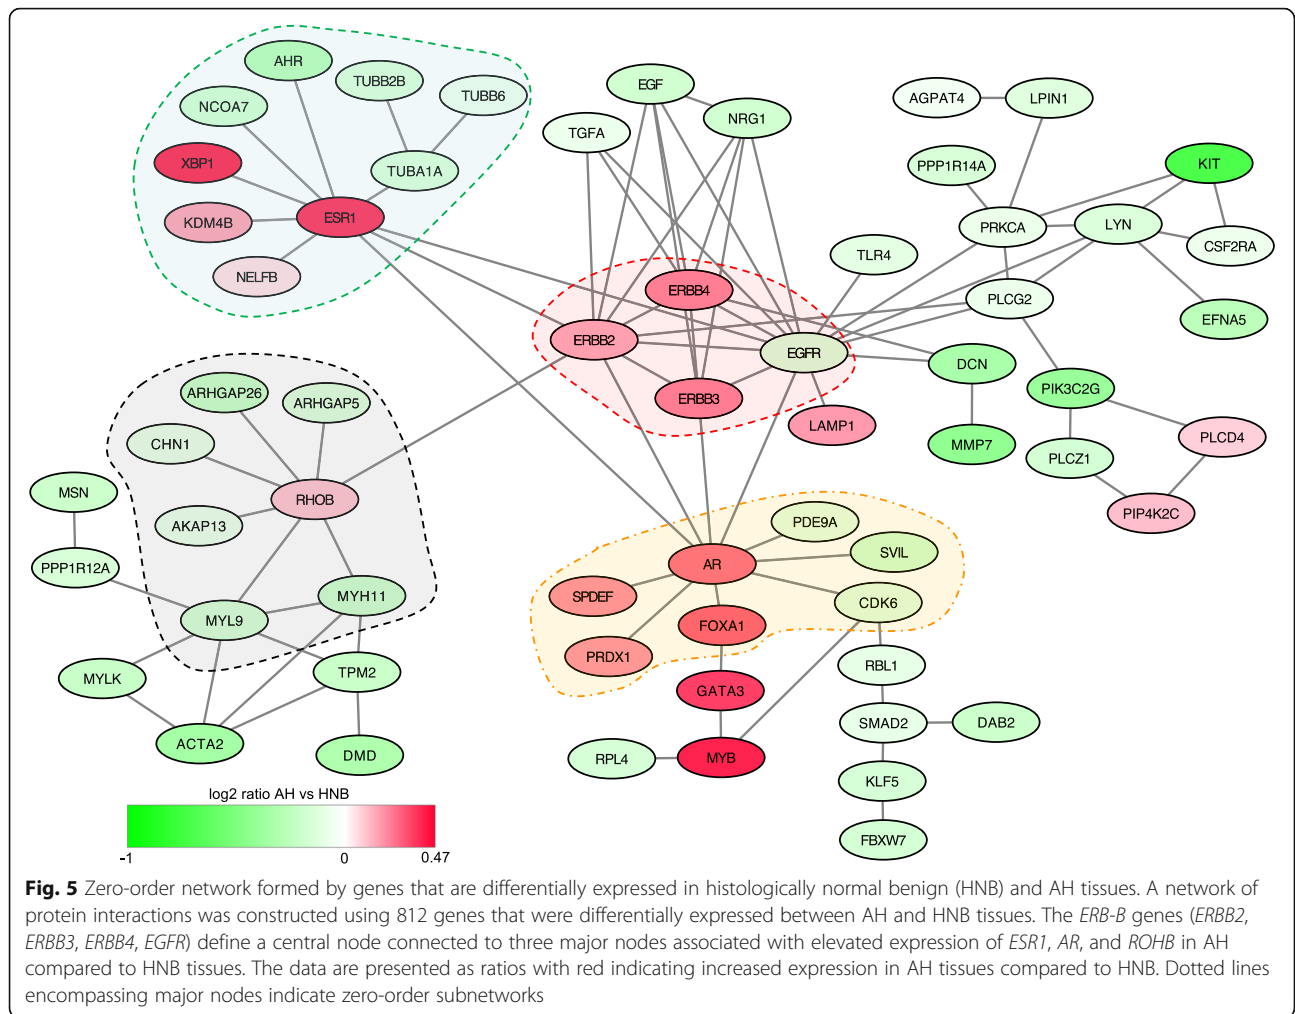 AHR
TUBB2B
TUBB6
NCOA7
XBP1
TUBA1A
KDM4B
ESR1
NELFB
EGF
NRG1
TGFA
AGPAT4
LPIN1
PPP1R14A
KIT
PRKCA
LYN
CSF2RA
TLR4
PLCG2
EFNA5
ERBB4
ERBB2
EGFR
ERBB3
LAMP1
DCN
MMP7
PIK3C2G
PLCD4
PLCZ1
PIP4K2C
ARHGAP26
ARHGAP5
CHN1
RHOB
AKAP13
MSN
PPP1R12A
MYH11
MYL9
MYLK
TPM2
ACTA2
DMD
PDE9A
SVIL
AR
SPDEF
CDK6
FOXA1
PRDX1
GATA3
RBL1
SMAD2
DAB2
RPL4
MYB
KLF5
FBXW7
log2 ratio AH vs HNB
-1 0 0.47
Fig. 5 Zero-order network formed by genes that are differentially expressed in histologically normal benign (HNB) and AH tissues. A network of
protein interactions was constructed using 812 genes that were differentially expressed between AH and HNB tissues. The ERB-B genes (ERBB2,
ERBB3, ERBB4, EGFR) define a central node connected to three major nodes associated with elevated expression of ESR1, AR, and ROHB in AH
compared to HNB tissues. The data are presented as ratios with red indicating increased expression in AH tissues compared to HNB. Dotted lines
encompassing major nodes indicate zero-order subnetworks